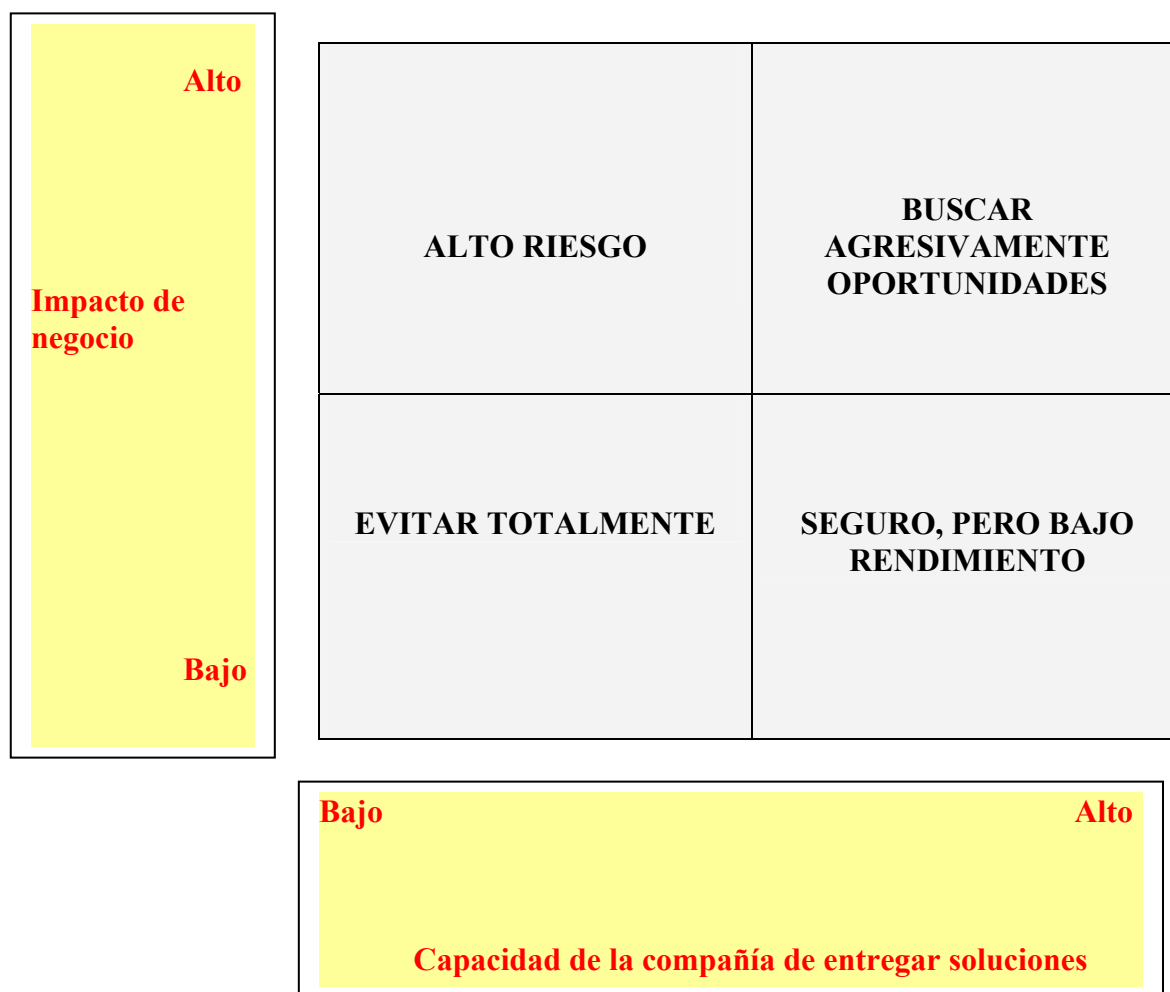 Alto
Impacto de
negocio
Bajo
ALTO RIESGO
BUSCAR
AGRESIVAMENTE
OPORTUNIDADES
EVITAR TOTALMENTE
SEGURO, PERO BAJO
RENDIMIENTO
Bajo Alto
Capacidad de la compañía de entregar soluciones